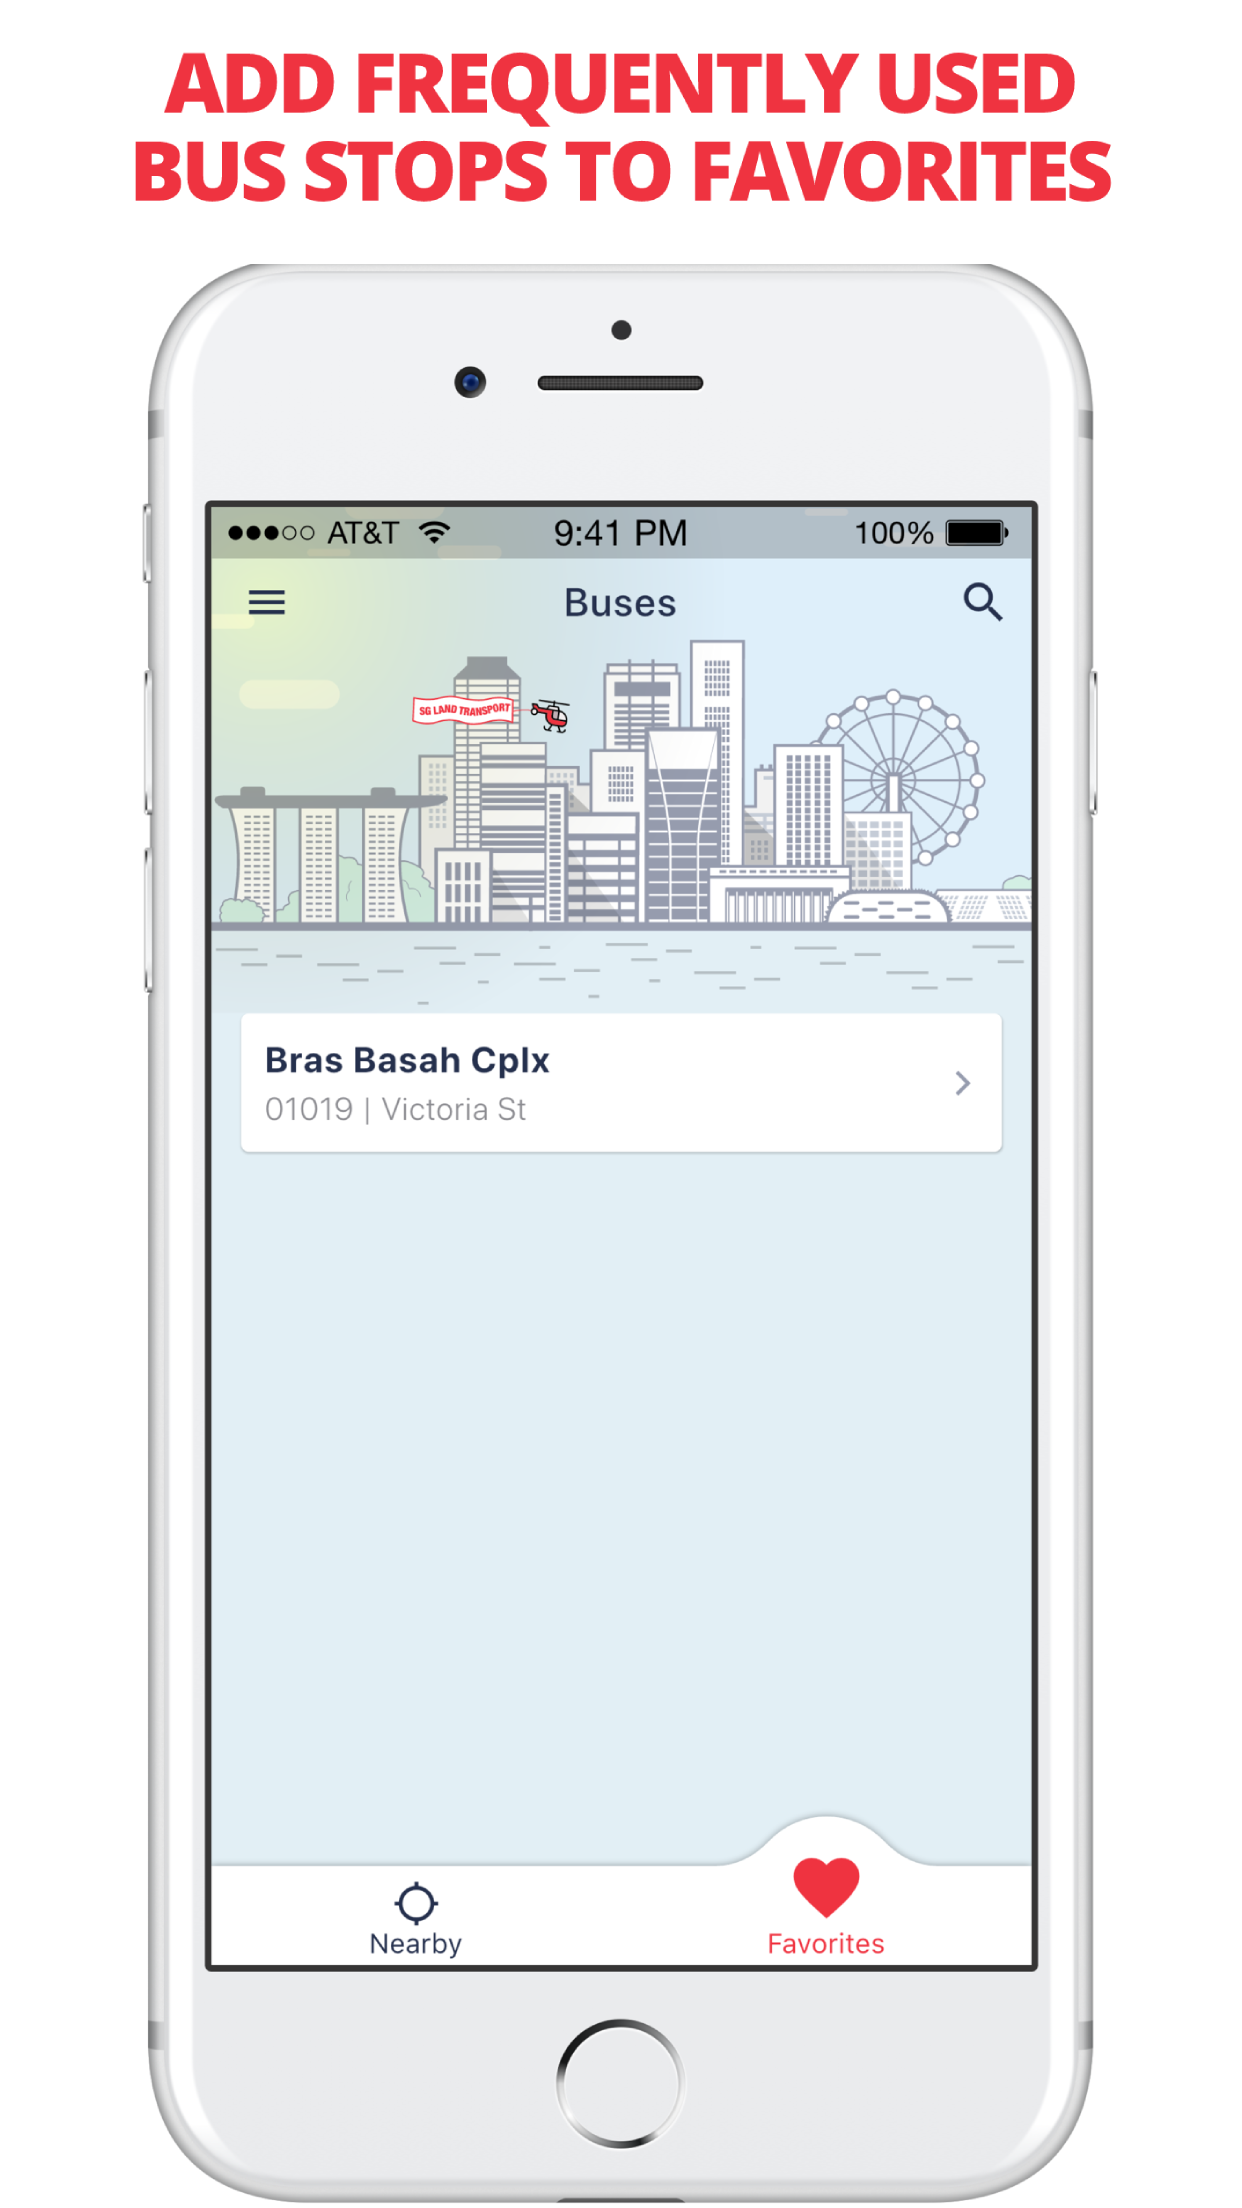 ADD FREQUENTLY USED
BUS STOPS TO FAVORITES
AT&T 9:41 PM 100%
Buses
SG LAND TRANSPORT
Bras Basah Cplx
01019 | Victoria St
Nearby Favorites